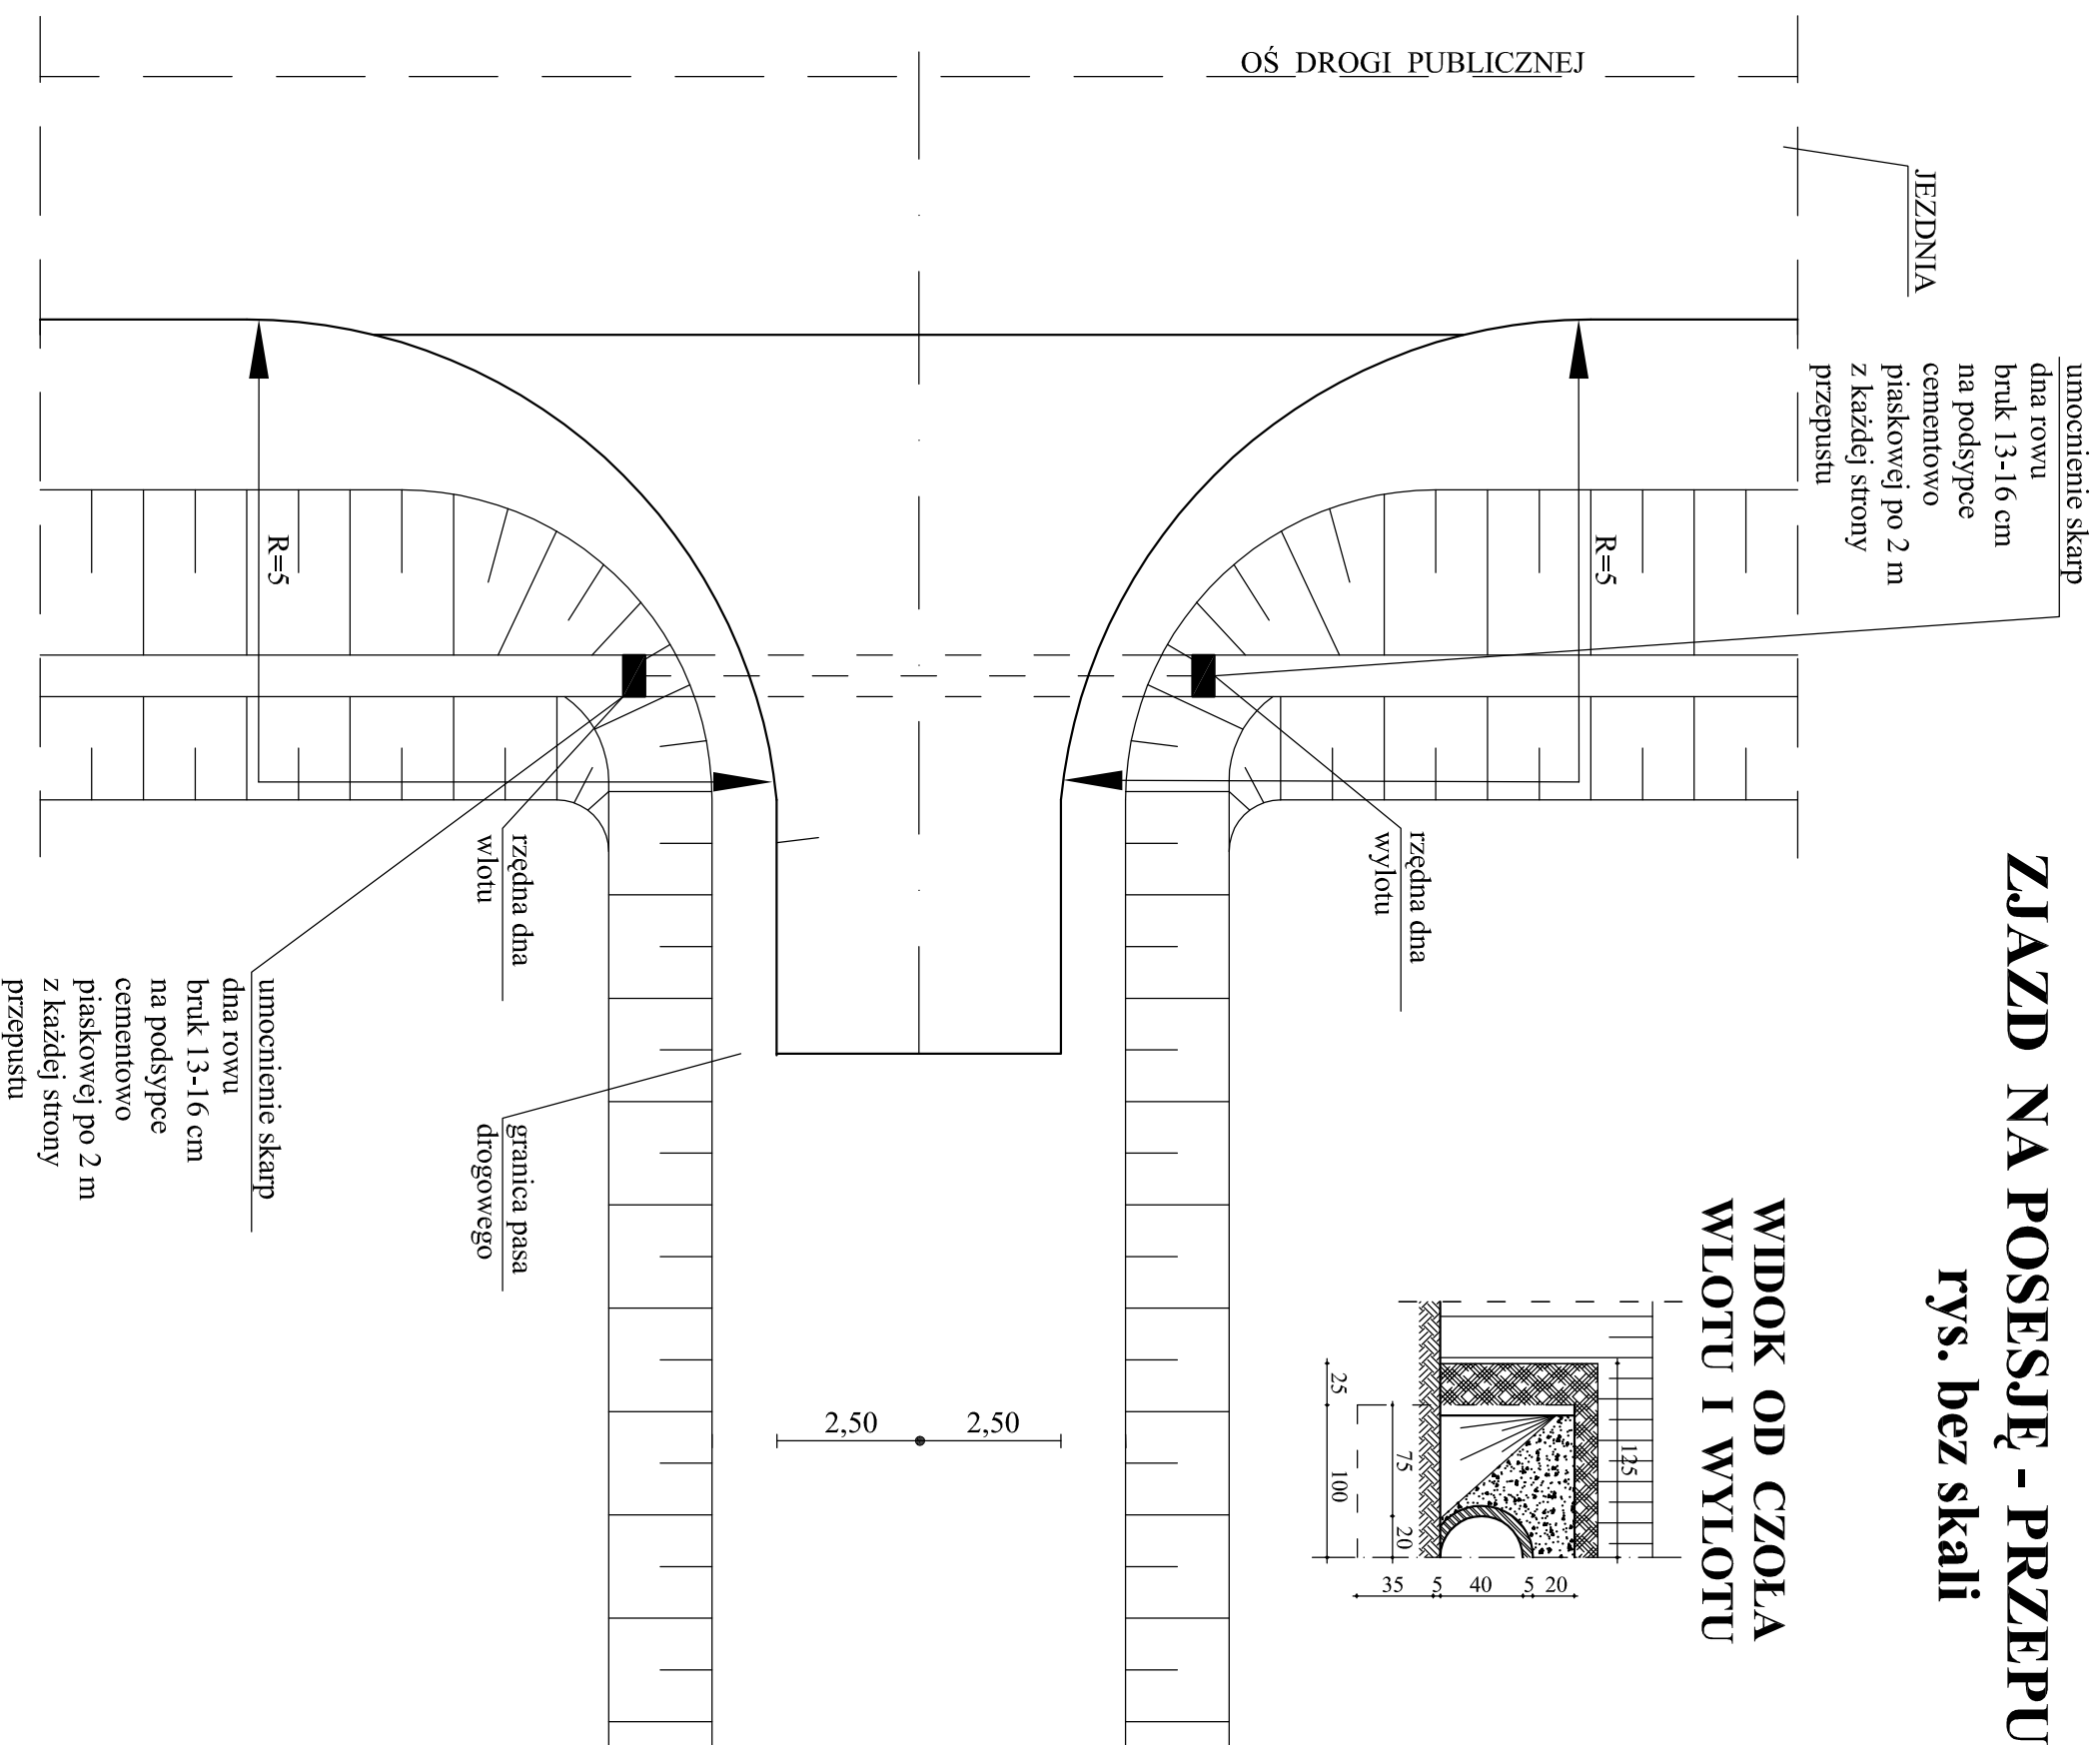 ZJAZD NA POSESJĘ - PRZEPU
rys. bez skali
WIDOK OD CZOŁA
WLOTU I WYLOTU
125
75
20
25
100
35
5
40
5
20
OŚ DROGI PUBLICZNEJ
JEZDNIA
umocnienie skarp
dna rowu
bruk 13-16 cm
na podsypce
cementowo
piaskowej po 2 m
z każdej strony
przepustu
R=5
R=5
rzędna dna
wylotu
rzędna dna
wlotu
2,50
2,50
granica pasa
drogowego
umocnienie skarp
dna rowu
bruk 13-16 cm
na podsypce
cementowo
piaskowej po 2 m
z każdej strony
przepustu